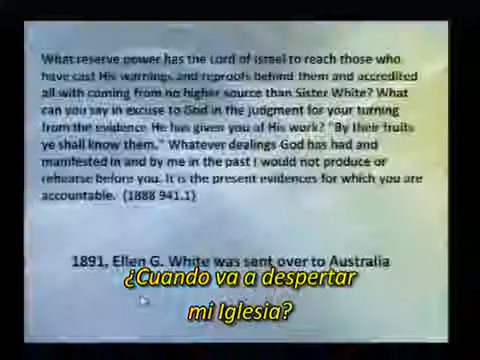 What reserve power has the Lord of Israel to reach those who
have cast His warnings and reproofs behind them and accredited
all with coming from no higher source than Sister White? What
can you say in excuse to God in the judgment for your turning
from the evidence He has given you of His work? "By their fruits
ye shall know them." Whatever dealings God has had and
manifested in and by me in the past I would not produce or
rehearse before you. It is the present evidences for which you are
accountable. (1888 941.1)
1891, Ellen G. White was sent over to Australia
¿Cuando va a despertar
mi Iglesia?